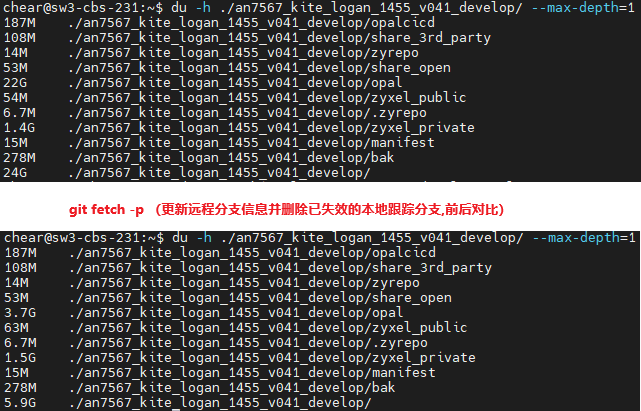 chear@sw3-cbs-231:~$ du -h ./an7567_kite_logan_1455_v041_develop/ --max-depth=1
187M ./an7567_kite_logan_1455_v041_develop/opalcicd
108M ./an7567_kite_logan_1455_v041_develop/share_3rd_party
14M ./an7567_kite_logan_1455_v041_develop/zyrepo
53M ./an7567_kite_logan_1455_v041_develop/share_open
22G ./an7567_kite_logan_1455_v041_develop/opal
54M ./an7567_kite_logan_1455_v041_develop/zyxel_public
6.7M ./an7567_kite_logan_1455_v041_develop/.zyrepo
1.4G ./an7567_kite_logan_1455_v041_develop/zyxel_private
15M ./an7567_kite_logan_1455_v041_develop/manifest
278M ./an7567_kite_logan_1455_v041_develop/bak
24G ./an7567_kite_logan_1455_v041_develop/
git fetch -p (更新远程分支信息并删除已失效的本地跟踪分支,前后对比)
chear@sw3-cbs-231:~$ du -h ./an7567_kite_logan_1455_v041_develop/ --max-depth=1
187M ./an7567_kite_logan_1455_v041_develop/opalcicd
108M ./an7567_kite_logan_1455_v041_develop/share_3rd_party
14M ./an7567_kite_logan_1455_v041_develop/zyrepo
53M ./an7567_kite_logan_1455_v041_develop/share_open
3.7G ./an7567_kite_logan_1455_v041_develop/opal
63M ./an7567_kite_logan_1455_v041_develop/zyxel_public
6.7M ./an7567_kite_logan_1455_v041_develop/.zyrepo
1.5G ./an7567_kite_logan_1455_v041_develop/zyxel_private
15M ./an7567_kite_logan_1455_v041_develop/manifest
278M ./an7567_kite_logan_1455_v041_develop/bak
5.9G ./an7567_kite_logan_1455_v041_develop/